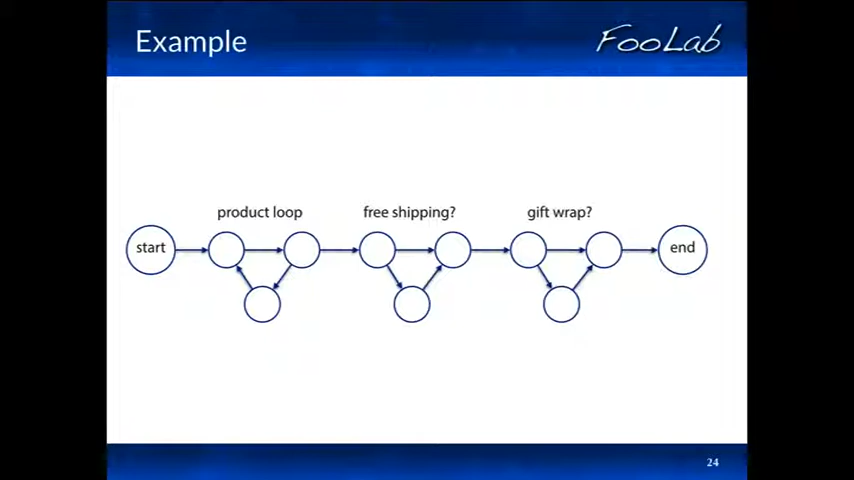 Example
FooLab
product loop
free shipping?
gift wrap?
start
end
24